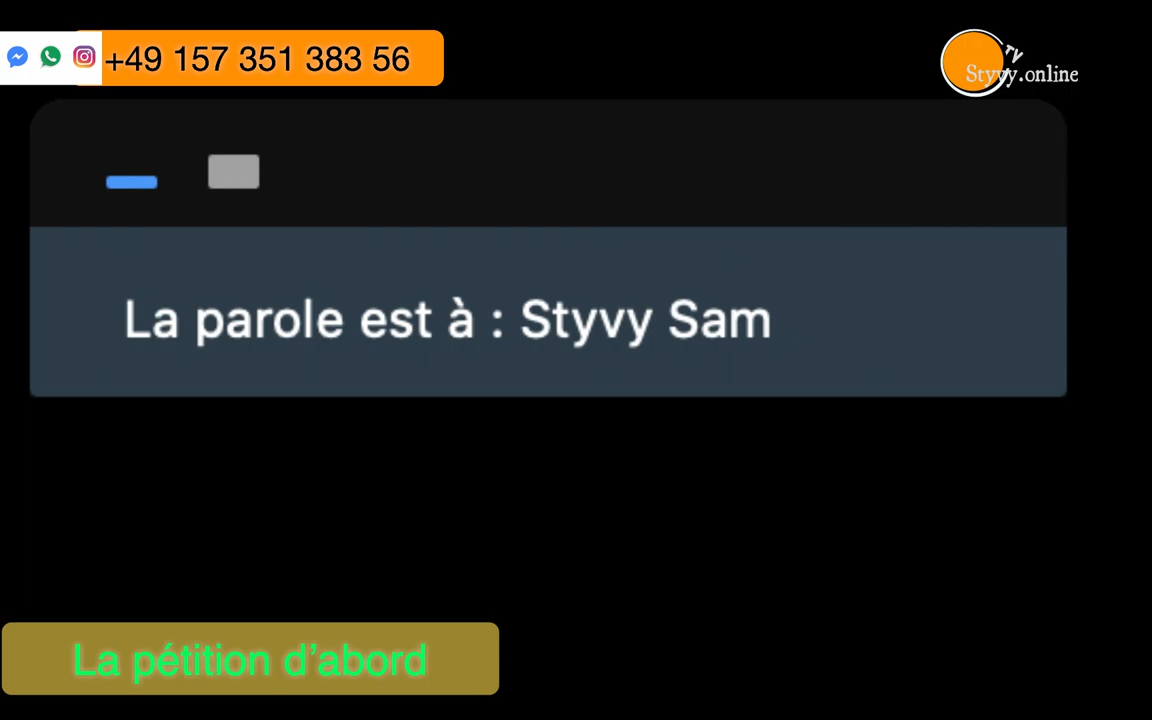 +49 157 351 383 56
TV
Styvy.online
La parole est à : Styvy Sam
La pétition d’abord